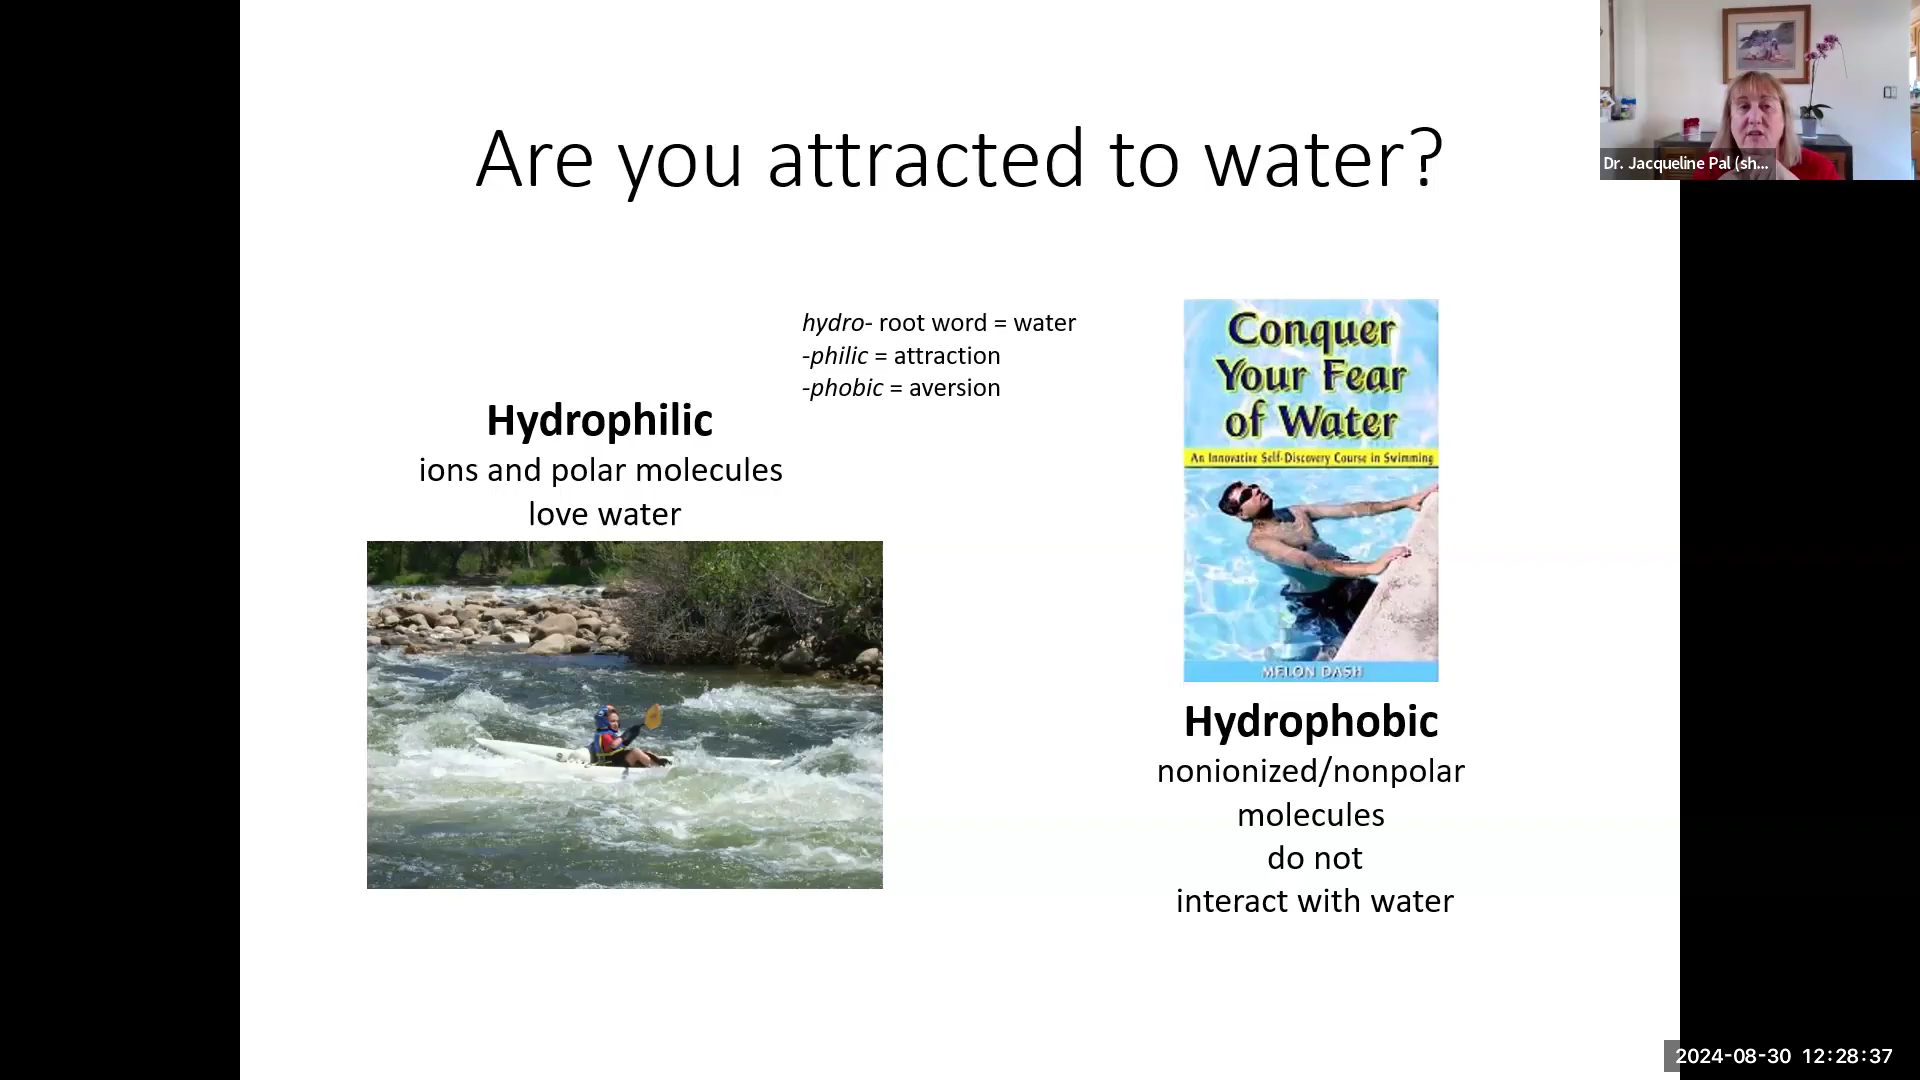 Are you attracted to water?
Dr. Jacqueline Pal (sh...
hydro- root word = water
-philic = attraction
-phobic = aversion
Hydrophilic
ions and polar molecules
love water
Conquer
Your Fear
of Water
An Innovative Self-Discovery Course in Swimming
MELON DASH
Hydrophobic
nonionized/nonpolar
molecules
do not
interact with water
2024-08-30 12:28:37